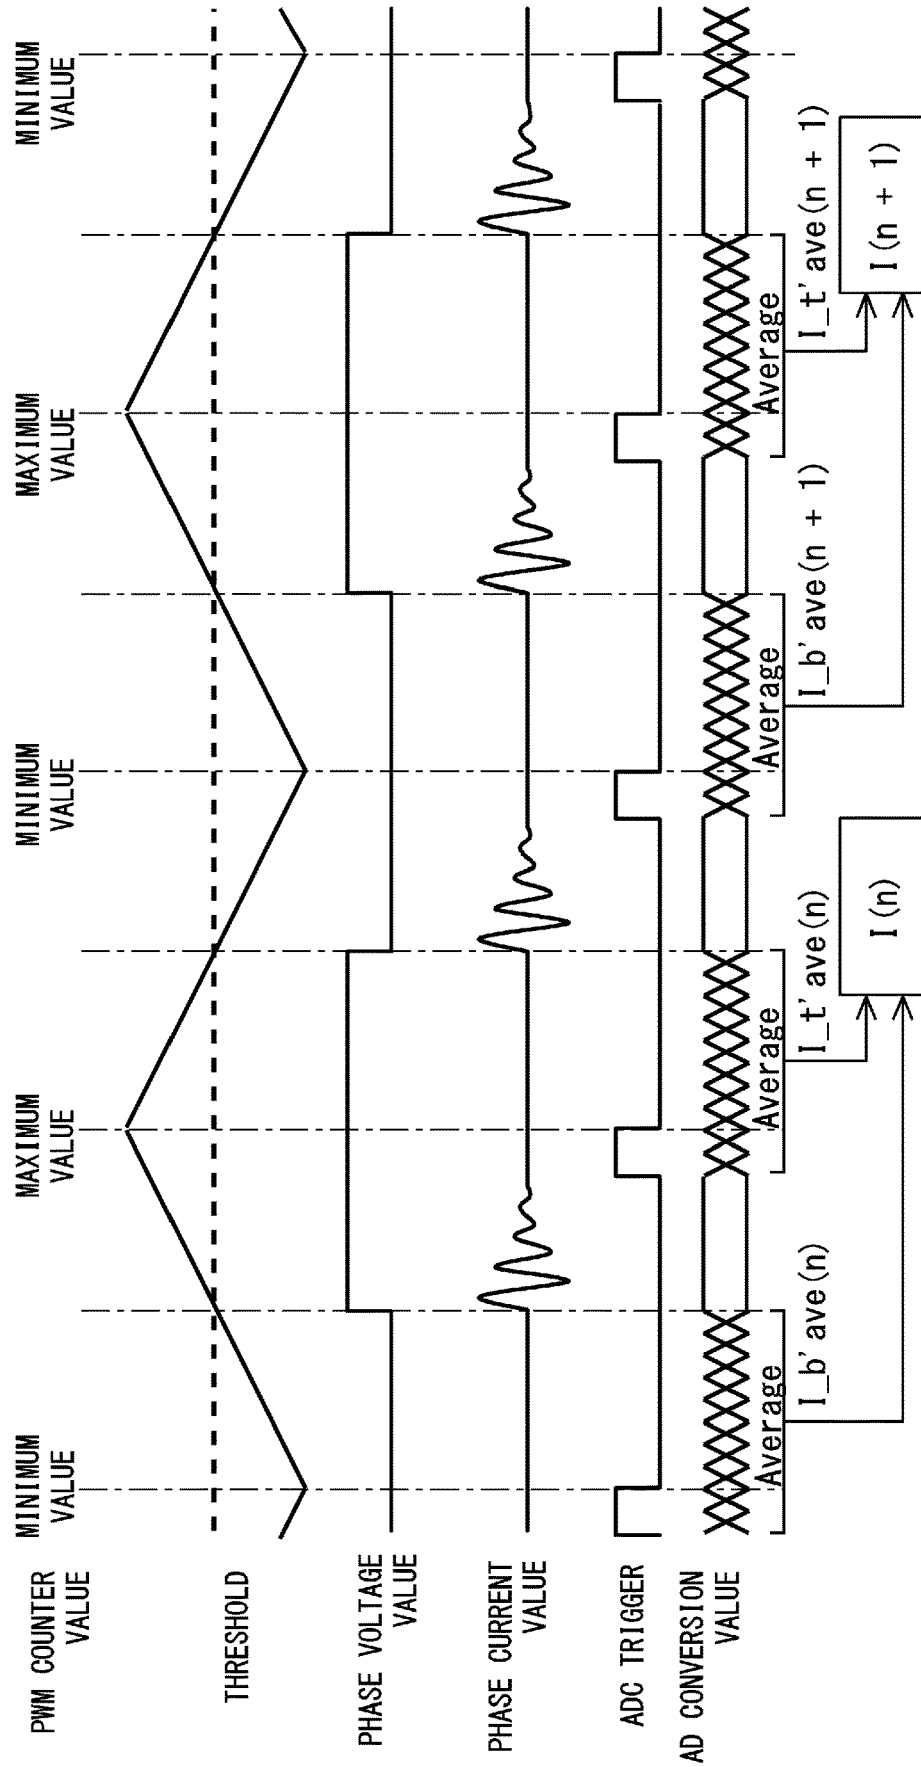 MINIMUM
VALUE
MAXIMUM
VALUE
MINIMUM
VALUE
MAXIMUM
VALUE
MINIMUM
VALUE
PWM COUNTER
VALUE
THRESHOLD
PHASE VOLTAGE
VALUE
PHASE CURRENT
VALUE
ADC TRIGGER
AD CONVERSION
VALUE
Average
Average
Average
Average
I_b'ave(n)
I_t'ave(n)
I_b'ave(n + 1)
I_t'ave(n + 1)
I(n)
I(n + 1)